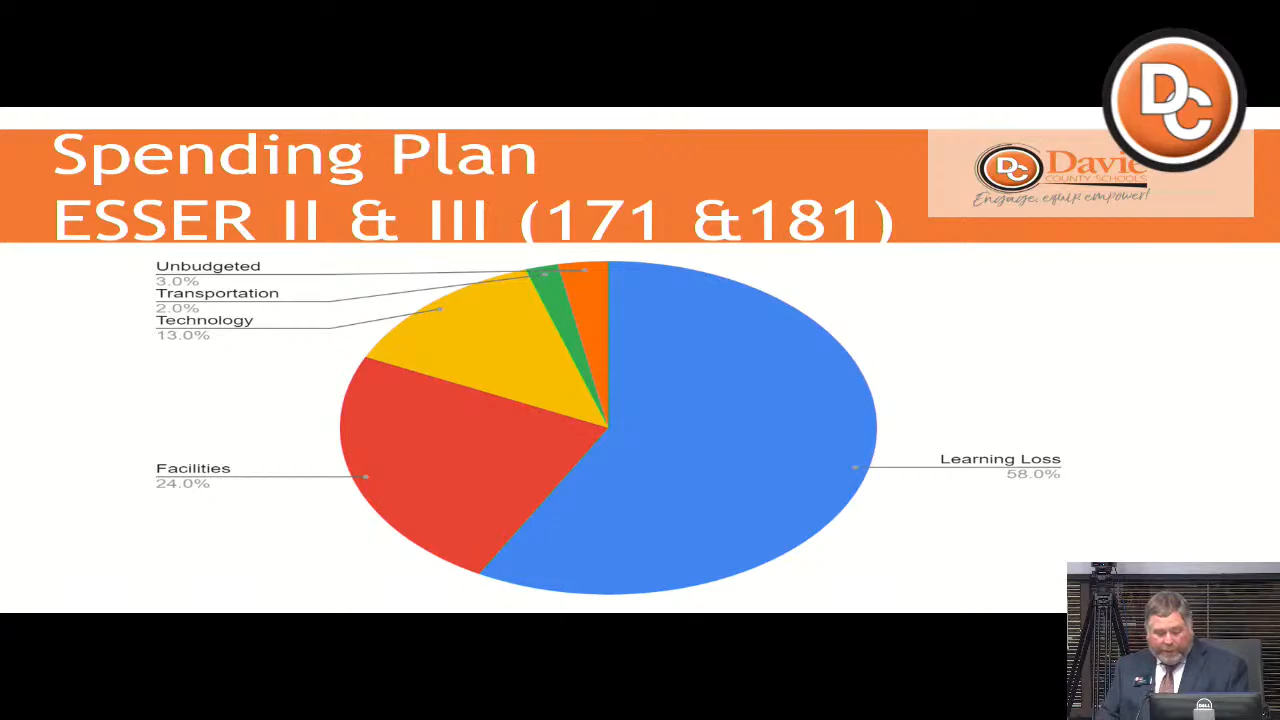 Spending Plan
ESSER II & III (171 &181)
DC
DC
Davie
COUNTY SCHOOLS
Engage, equip, empower!
Unbudgeted
3.0%
Transportation
2.0%
Technology
13.0%
Facilities
24.0%
Learning Loss
58.0%
DELL